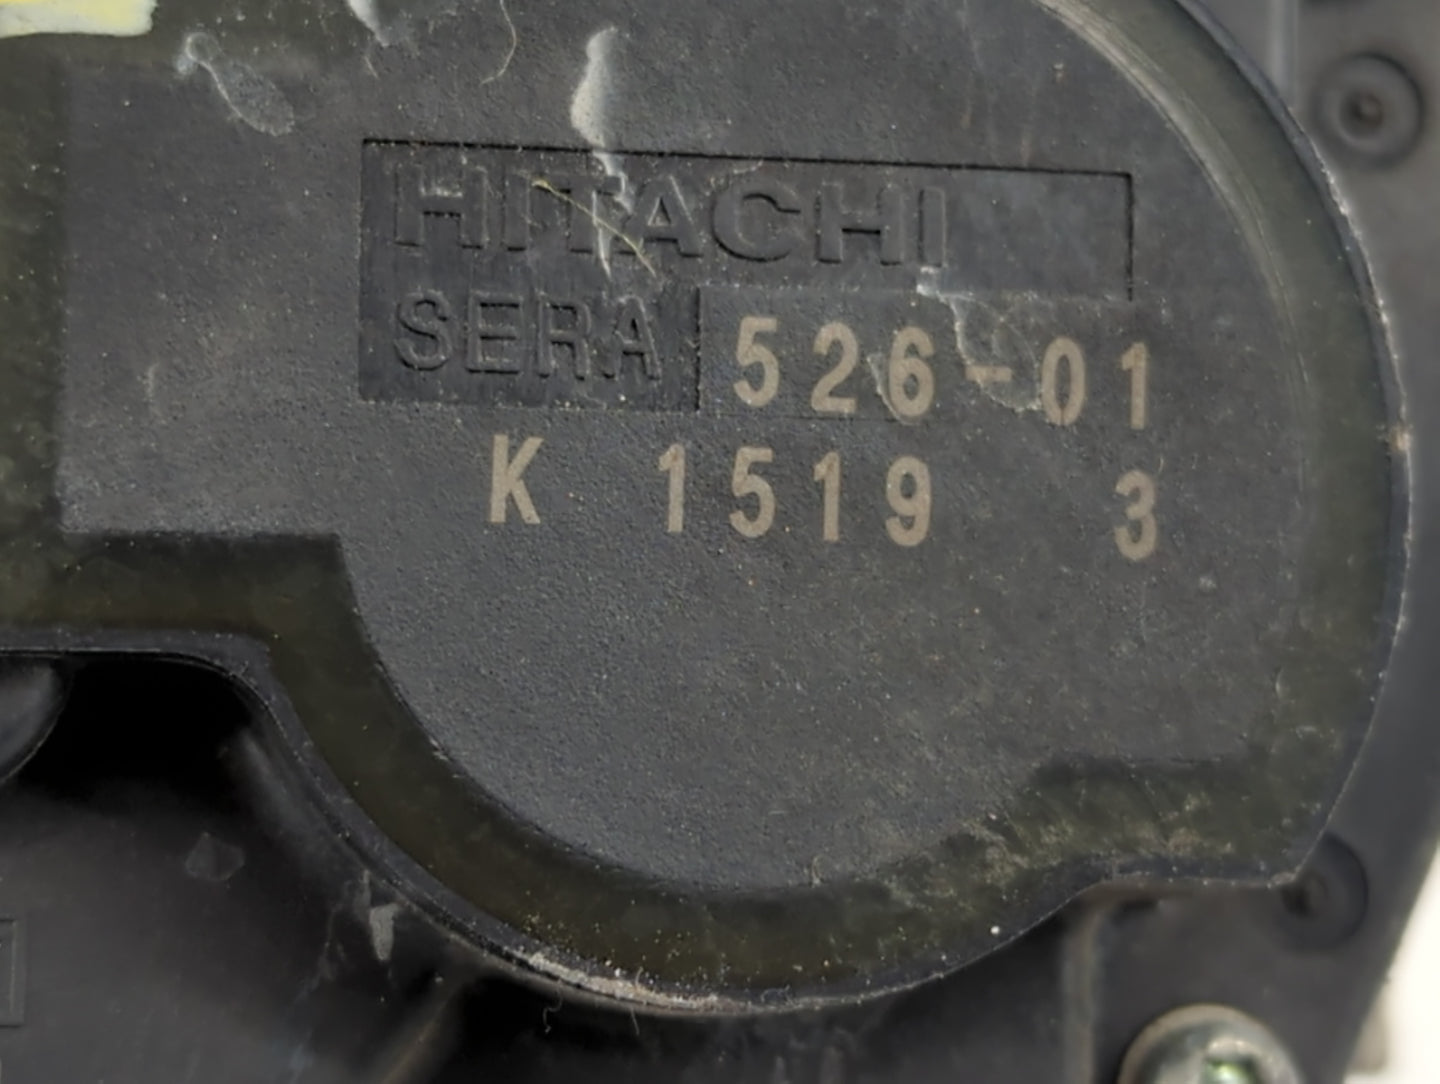 HITACHI
SERA 526-01
K 1519 3